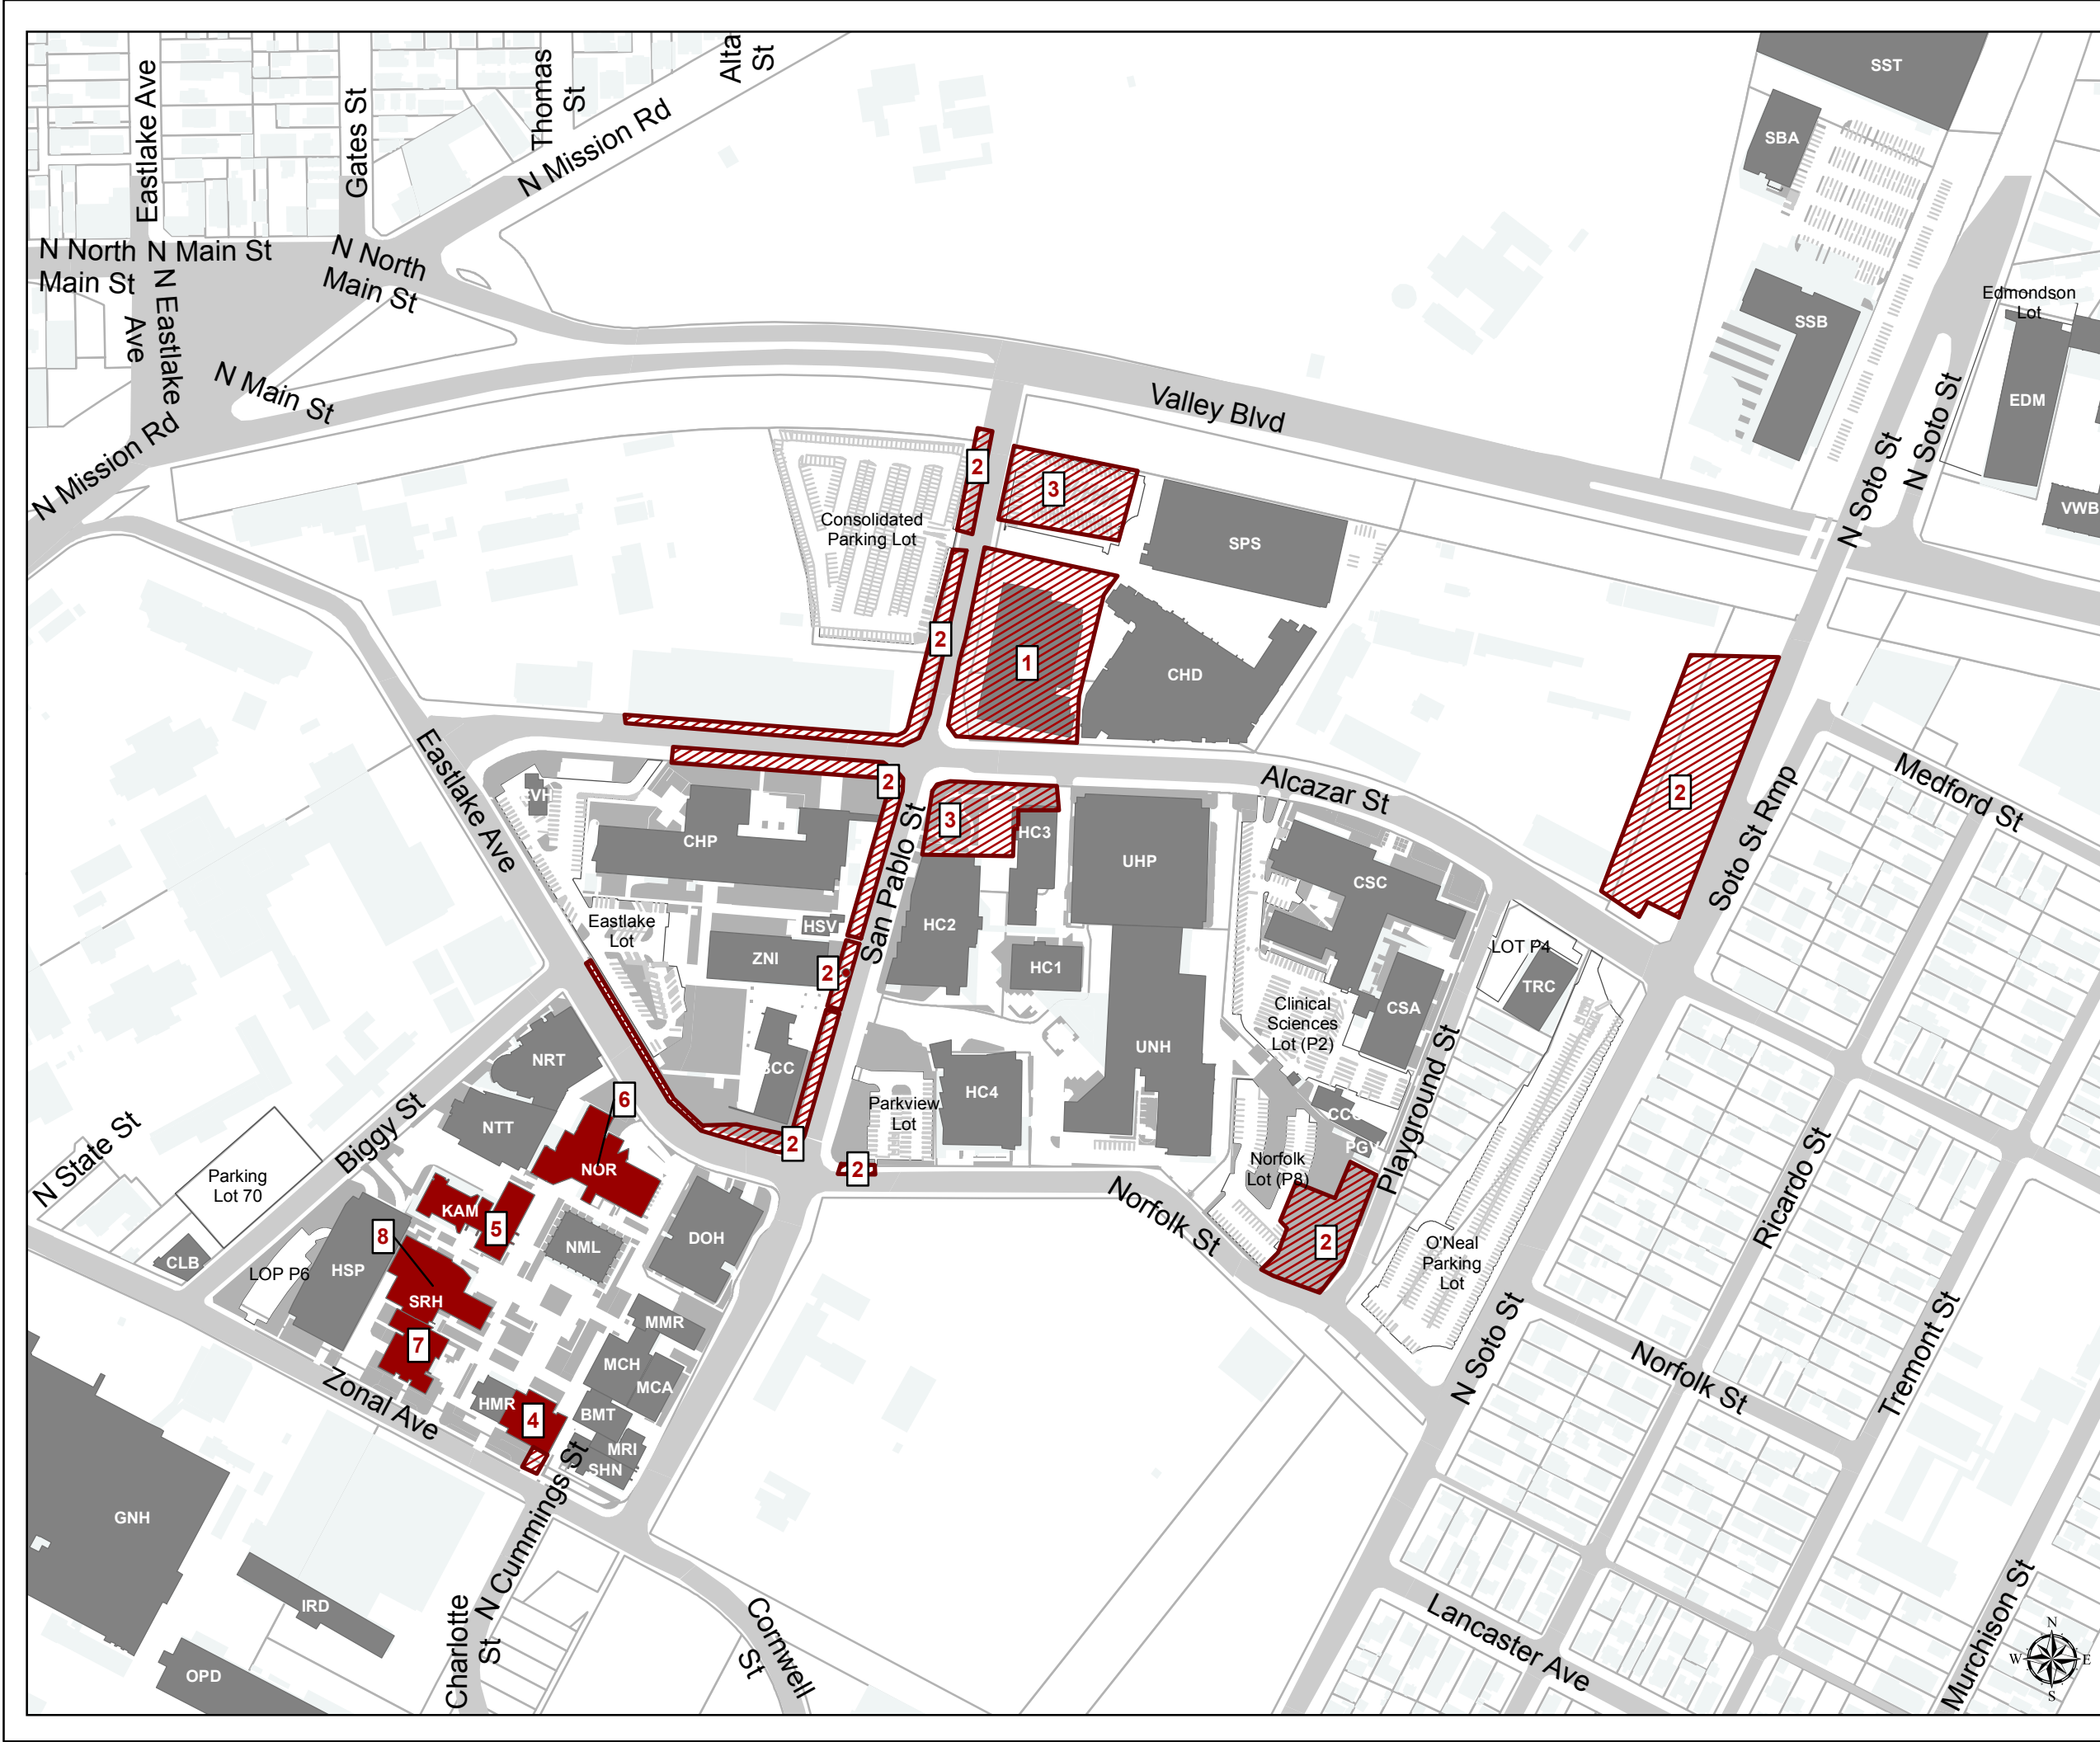 Eastlake Ave
Gates St
Thomas
St
Alta
St
N Mission Rd
N North
Main St
N Main St
N Eastlake
Ave
N North
Main St
N Main St
N Mission Rd
Valley Blvd
SST
SBA
SSB
Edmondson
Lot
EDM
VWB
N Soto St
N Soto St
2
3
Consolidated
Parking Lot
SPS
2
1
CHD
2
Eastlake Ave
Alcazar St
Medford St
Soto St Rmp
EVH
2
3
HC3
CHP
San Pablo St
UHP
CSC
Eastlake
Lot
HSV
HC2
ZNI
2
HC1
LOT P4
TRC
CSA
Clinical
Sciences
Lot (P2)
NRT
UNH
Playground St
6
HC4
Parkview
Lot
NTT
2
2
NOR
Biggy St
N State St
Parking
Lot 70
Norfolk
Lot (P8)
PGV
Norfolk St
2
Ricardo St
KAM
5
8
NML
DOH
CLB
LOP P6
HSP
O'Neal
Parking
Lot
SRH
7
MMR
MCH
MCA
HMR
4
BMT
MRI
SHN
Zonal Ave
N Soto St
Norfolk St
Tremont St
GNH
N Cummings St
IRD
OPD
Charlotte
St
Cornwell
St
Lancaster Ave
Murchison St
N
W
E
S